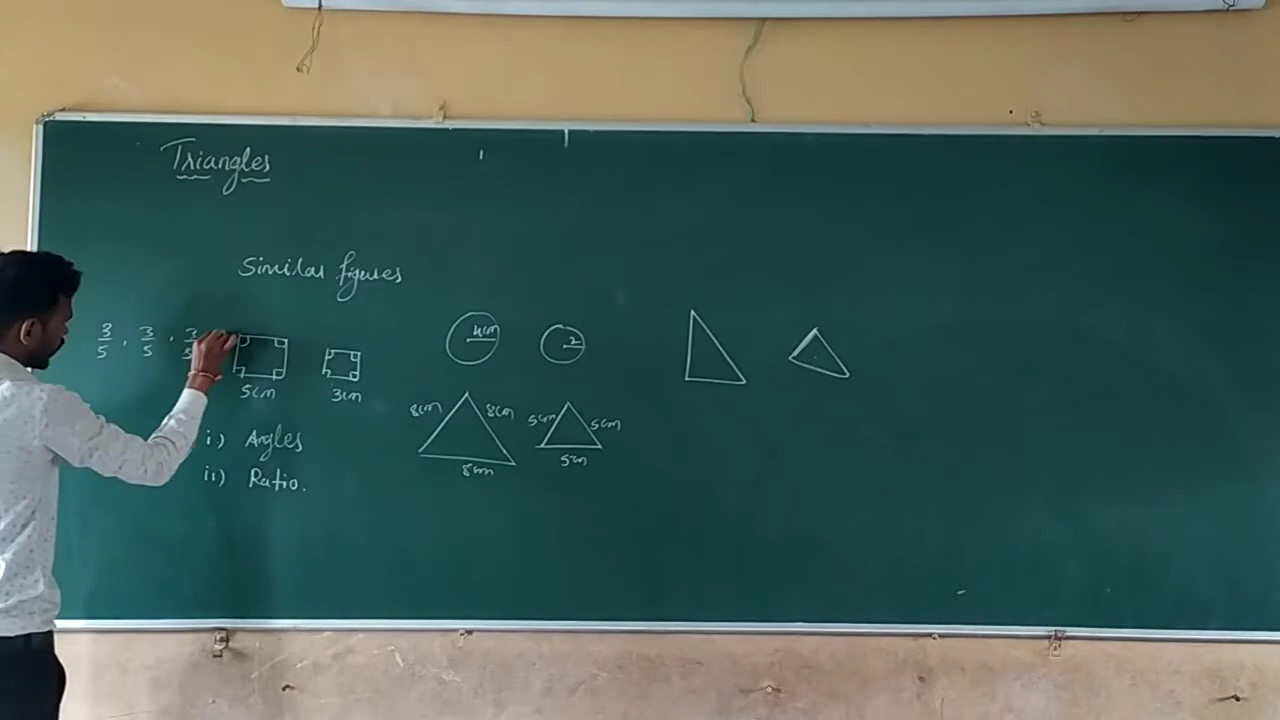 Triangles
Similar figures
3/5 , 3/5 , 3/5
5cm
3cm
i) Angles
ii) Ratio.
4cm
2
8cm
8cm
8cm
5cm
5cm
5cm